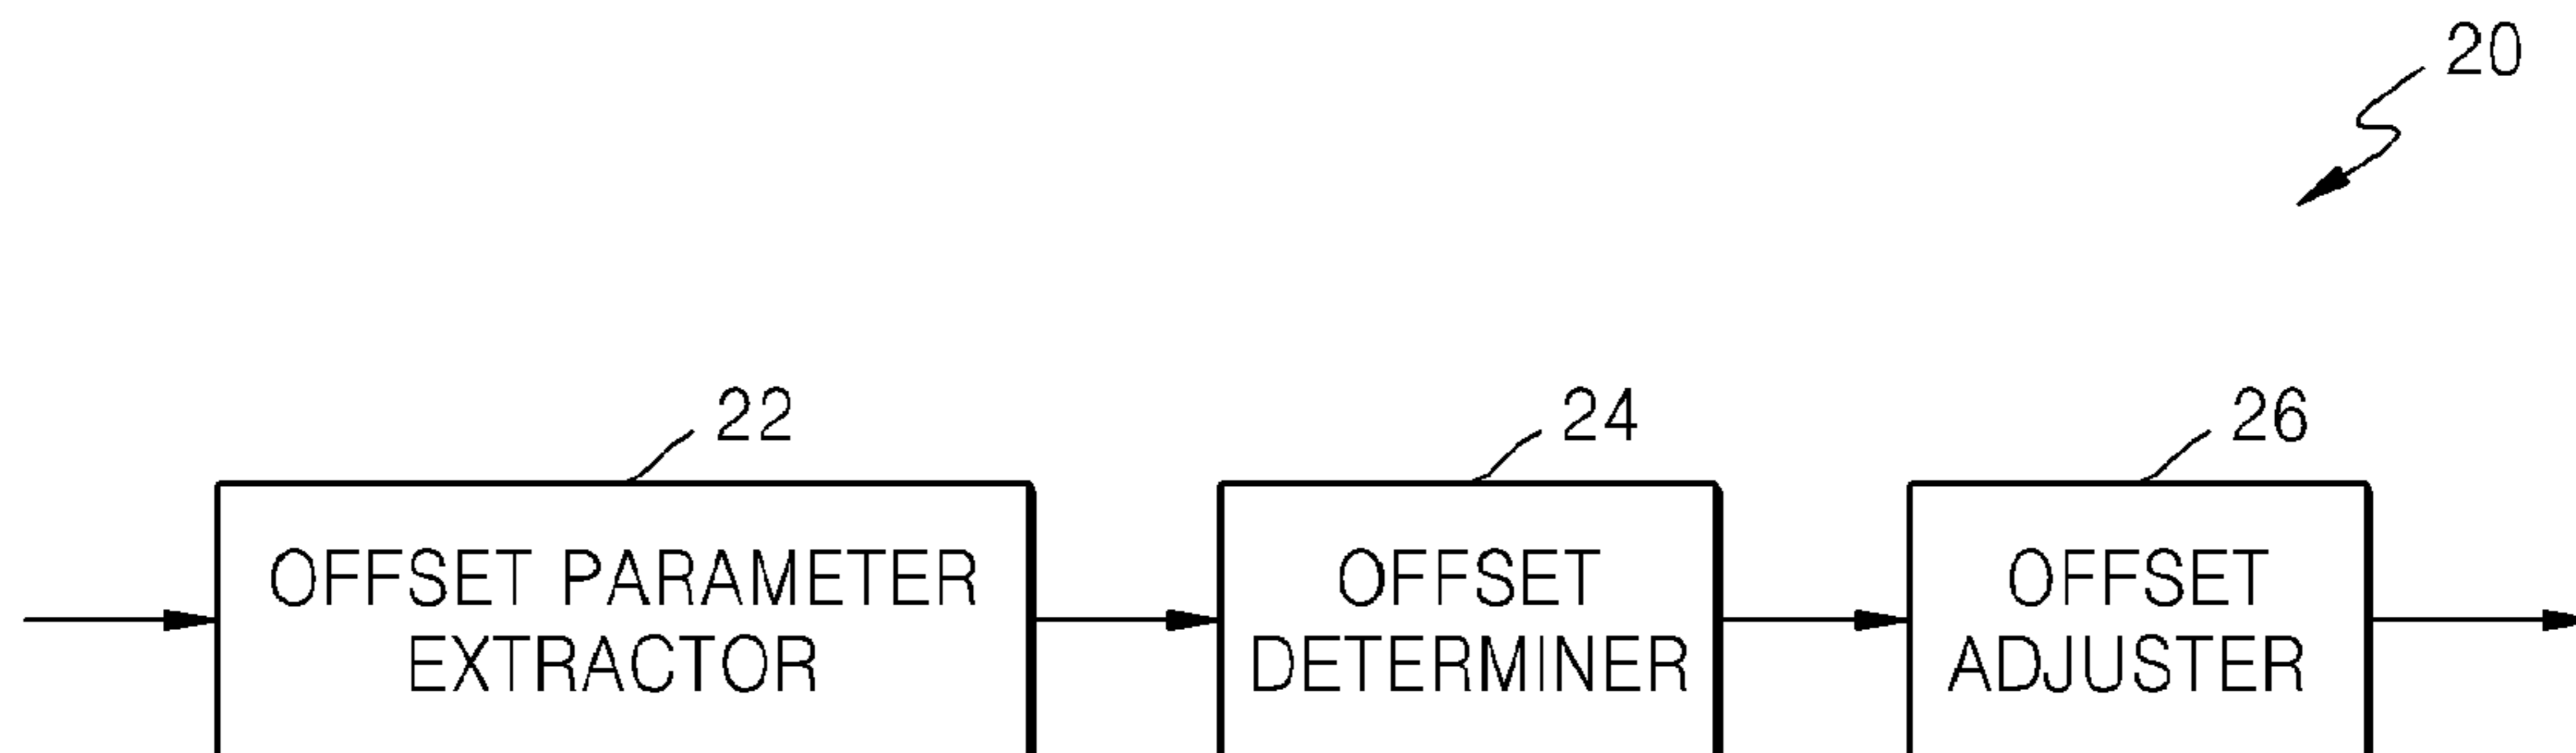 20
22
24
26
OFFSET PARAMETER
EXTRACTOR
OFFSET
DETERMINER
OFFSET
ADJUSTER